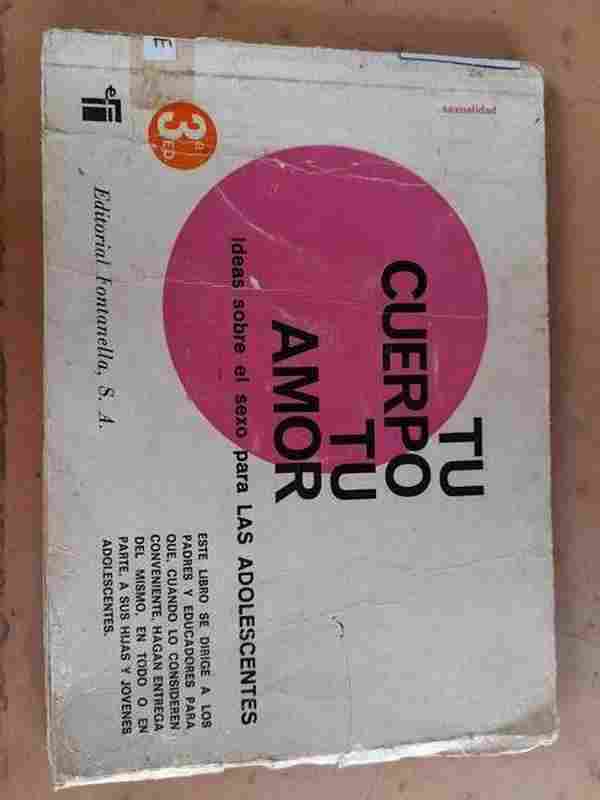 sexualidad
TU
CUERPO
TU
AMOR
Ideas sobre el sexo para LAS ADOLESCENTES
ESTE LIBRO SE DIRIGE A LOS
PADRES Y EDUCADORES PARA
QUE, CUANDO LO CONSIDEREN
CONVENIENTE, HAGAN ENTREGA
DEL MISMO, EN TODO O EN
PARTE, A SUS HIJAS Y JOVENES
ADOLESCENTES.
3ª
ED.
E
Editorial Fontanella, S. A.